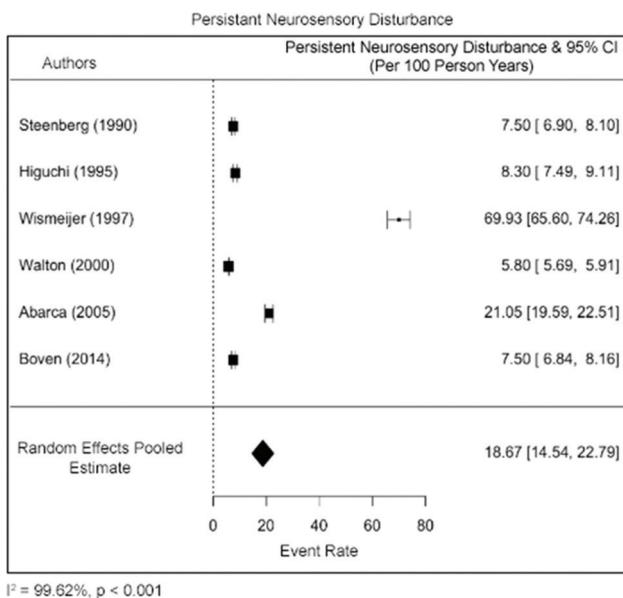 Persistant Neurosensory Disturbance
Authors
Persistent Neurosensory Disturbance & 95% CI
(Per 100 Person Years)
Steenberg (1990) 7.50 [ 6.90, 8.10]
Higuchi (1995) 8.30 [ 7.49, 9.11]
Wismeijer (1997) 69.93 [65.60, 74.26]
Walton (2000) 5.80 [ 5.69, 5.91]
Abarca (2005) 21.05 [19.59, 22.51]
Boven (2014) 7.50 [ 6.84, 8.16]
Random Effects Pooled
Estimate
18.67 [14.54, 22.79]
0 20 40 60 80
Event Rate
I² = 99.62%, p < 0.001